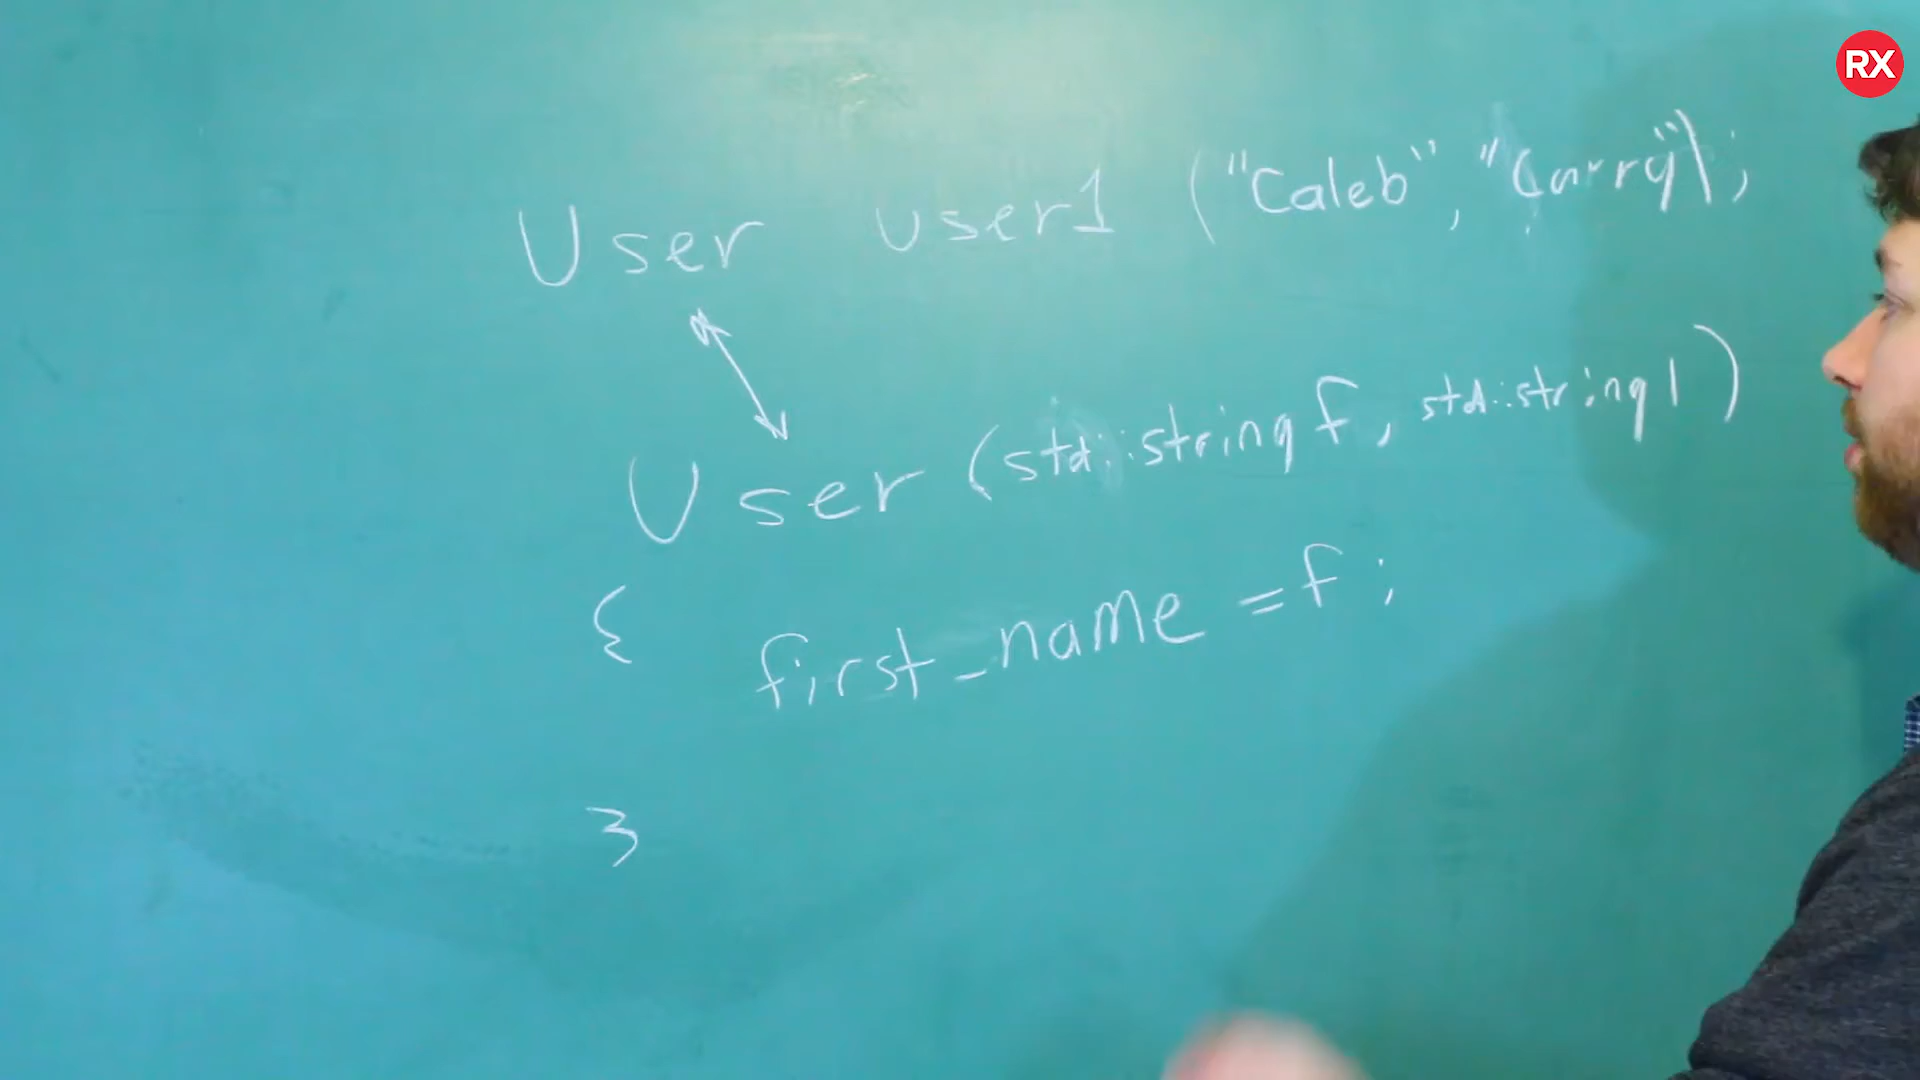 RX
User user1 ("Caleb", "Curry");
User (std::string f, std::string l)
{
first_name = f;
}